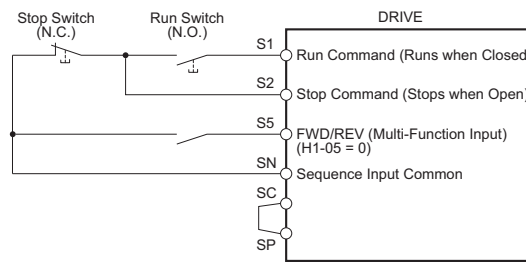 Stop Switch
(N.C.)
Run Switch
(N.O.)
DRIVE
S1
Run Command (Runs when Closed
S2
Stop Command (Stops when Open)
S5
FWD/REV (Multi-Function Input)
(H1-05 = 0)
SN
Sequence Input Common
SC
SP